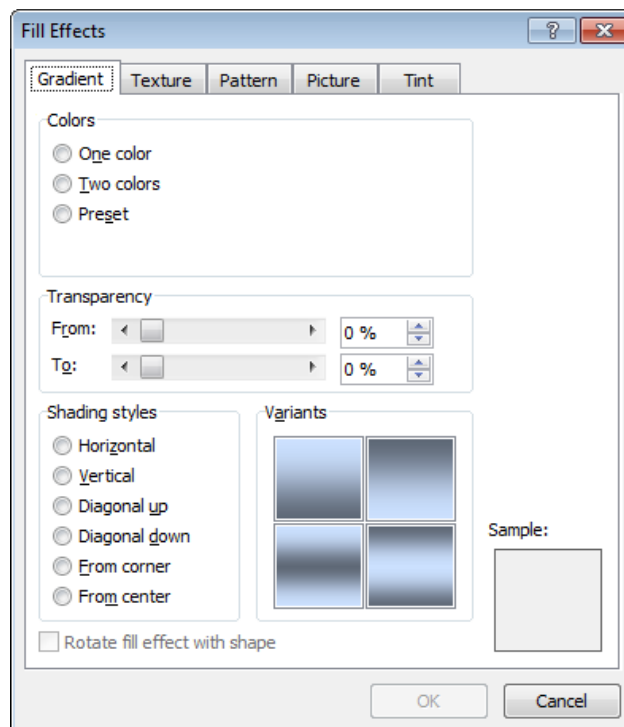 Fill Effects
?
Gradient Texture Pattern Picture Tint
Colors
One color
Two colors
Preset
Transparency
From: 0 %
To: 0 %
Shading styles
Horizontal
Vertical
Diagonal up
Diagonal down
From corner
From center
Variants
Sample:
Rotate fill effect with shape
OK Cancel